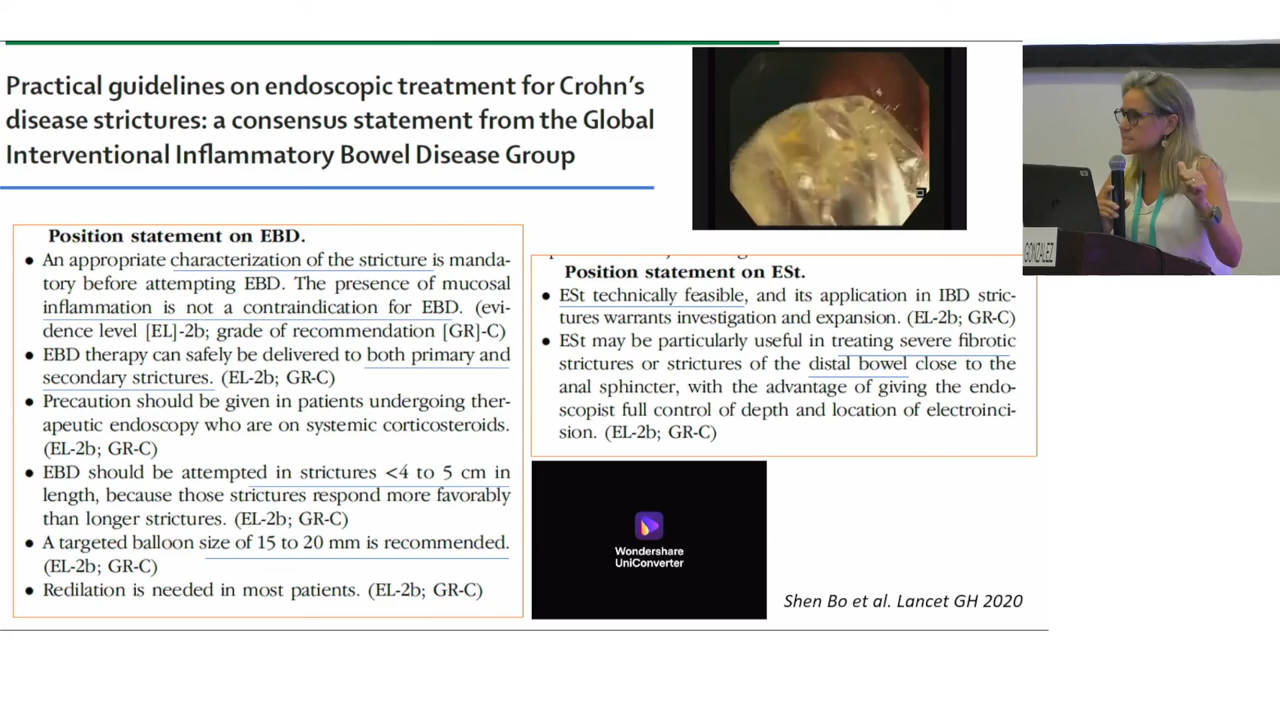 Practical guidelines on endoscopic treatment for Crohn's
disease strictures: a consensus statement from the Global
Interventional Inflammatory Bowel Disease Group
Position statement on EBD.
• An appropriate characterization of the stricture is manda-
tory before attempting EBD. The presence of mucosal
inflammation is not a contraindication for EBD. (evi-
dence level [EL]-2b; grade of recommendation [GR]-C)
• EBD therapy can safely be delivered to both primary and
secondary strictures. (EL-2b; GR-C)
• Precaution should be given in patients undergoing ther-
apeutic endoscopy who are on systemic corticosteroids.
(EL-2b; GR-C)
• EBD should be attempted in strictures <4 to 5 cm in
length, because those strictures respond more favorably
than longer strictures. (EL-2b; GR-C)
• A targeted balloon size of 15 to 20 mm is recommended.
(EL-2b; GR-C)
• Redilation is needed in most patients. (EL-2b; GR-C)
Position statement on ESt.
• ESt technically feasible, and its application in IBD stric-
tures warrants investigation and expansion. (EL-2b; GR-C)
• ESt may be particularly useful in treating severe fibrotic
strictures or strictures of the distal bowel close to the
anal sphincter, with the advantage of giving the endo-
scopist full control of depth and location of electroinci-
sion. (EL-2b; GR-C)
Wondershare
UniConverter
Shen Bo et al. Lancet GH 2020
GONZALEZ